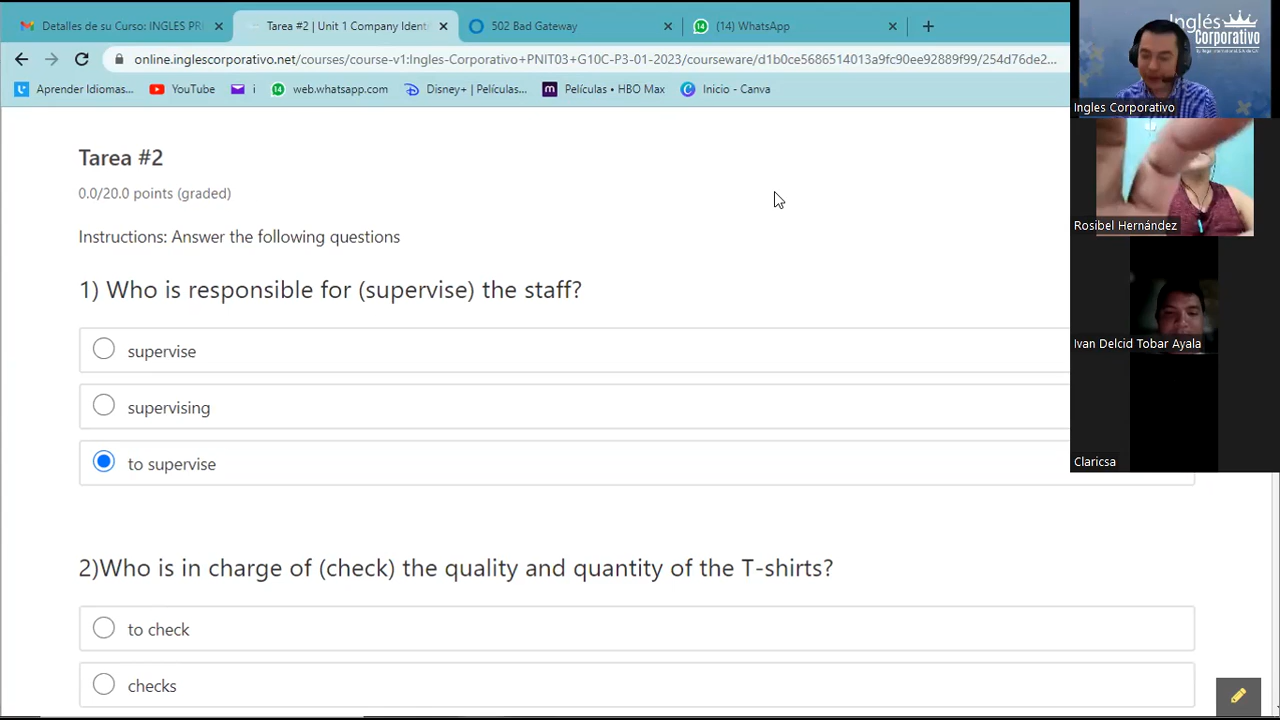 Detalles de su Curso: INGLES PRI
Tarea #2 | Unit 1 Company Ident
502 Bad Gateway
(14) WhatsApp
online.inglescorporativo.net/courses/course-v1:Ingles-Corporativo+PNIT03+G10C-P3-01-2023/courseware/d1b03e5686514013a9fc90ee92889f99/254d76de2...
Aprender Idiomas...
YouTube
i
web.whatsapp.com
Disney+ | Películas...
Películas • HBO Max
Inicio - Canva
Inglés
Corporativo
Ingles Corporativo
Rosibel Hernández
Ivan Delcid Tobar Ayala
Claricsa
Tarea #2
0.0/20.0 points (graded)
Instructions: Answer the following questions
1) Who is responsible for (supervise) the staff?
supervise
supervising
to supervise
2)Who is in charge of (check) the quality and quantity of the T-shirts?
to check
checks